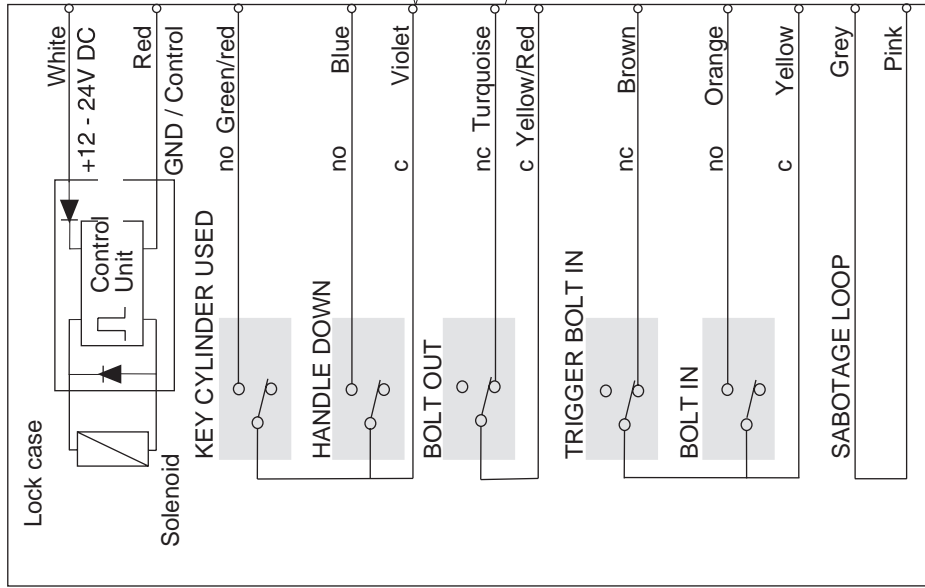 Lock case
Solenoid
Control
Unit
White
+12 - 24V DC
Red
GND / Control
KEY CYLINDER USED
no Green/red
HANDLE DOWN
no Blue
c Violet
BOLT OUT
nc Turquoise
c Yellow/Red
TRIGGER BOLT IN
nc Brown
BOLT IN
no Orange
c Yellow
SABOTAGE LOOP
Grey
Pink